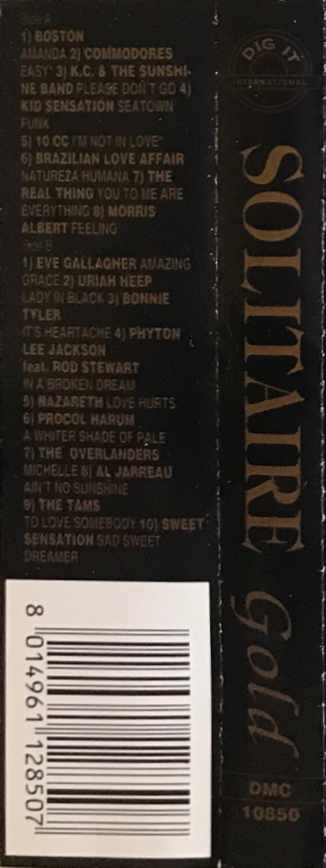 Side A
1) BOSTON
AMANDA 2) COMMODORES
EASY* 3) K.C. & THE SUNSHI-
NE BAND PLEASE DON'T GO 4)
KID SENSATION SEATOWN
FUNK
5) 10 CC I'M NOT IN LOVE*
6) BRAZILIAN LOVE AFFAIR
NATUREZA HUMANA 7) THE
REAL THING YOU TO ME ARE
EVERYTHING 8) MORRIS
ALBERT FEELING
Side B
1) EVE GALLAGHER AMAZING
GRACE 2) URIAH HEEP
LADY IN BLACK 3) BONNIE
TYLER
IT'S HEARTACHE 4) PHYTON
LEE JACKSON
feat. ROD STEWART
IN A BROKEN DREAM
5) NAZARETH LOVE HURTS
6) PROCOL HARUM
A WHITER SHADE OF PALE
7) THE OVERLANDERS
MICHELLE 8) AL JARREAU
AIN'T NO SUNSHINE
9) THE TAMS
TO LOVE SOMEBODY 10) SWEET
SENSATION SAD SWEET
DREAMER
8 014961 128507
DIG IT
INTERNATIONAL
SOLITAIRE Gold
DMC
10850